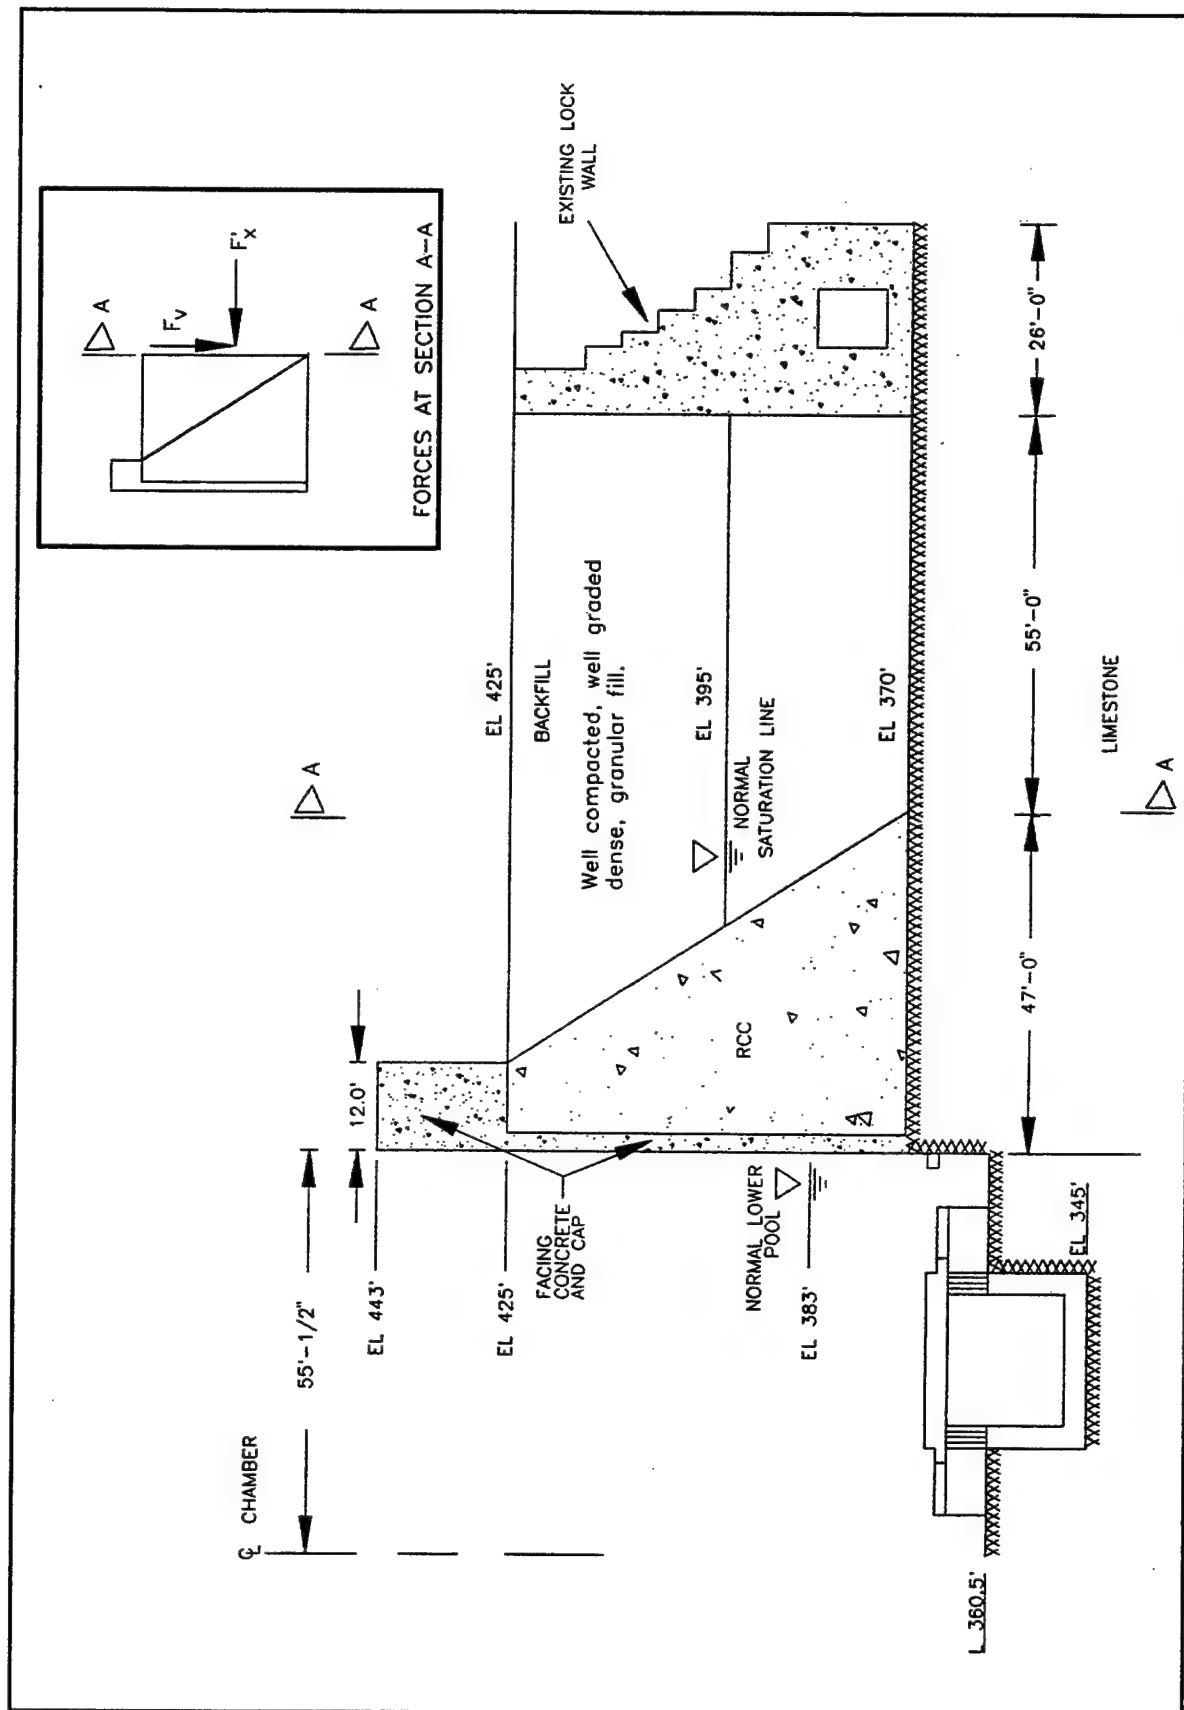 A
A
Fv
F'x
FORCES AT SECTION A-A
EXISTING LOCK
WALL
℄ CHAMBER
55'-1/2"
12.0'
A
EL 443'
EL 425'
FACING
CONCRETE
AND CAP
EL 425'
BACKFILL
Well compacted, well graded
dense, granular fill.
EL 395'
NORMAL
SATURATION LINE
NORMAL LOWER
POOL
EL 383'
RCC
EL 370'
L 360.5'
EL 345'
47'-0"
55'-0"
26'-0"
LIMESTONE
A